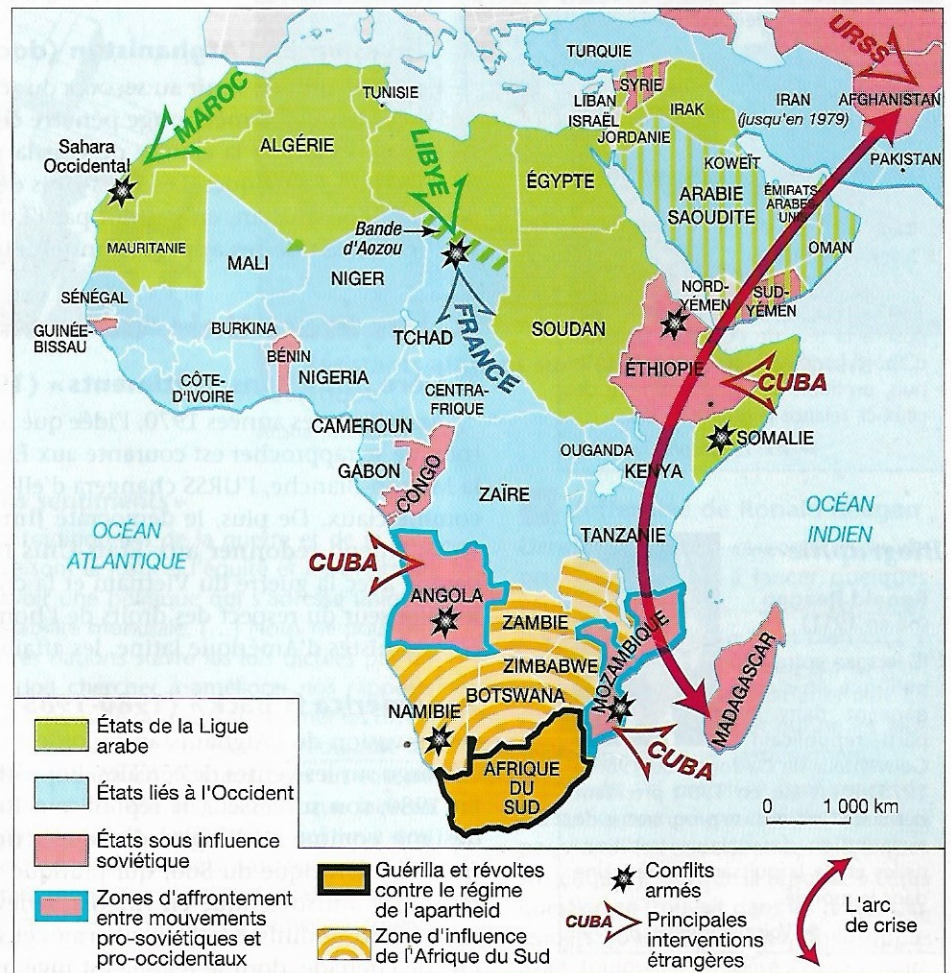 URSS
TURQUIE
SYRIE
TUNISIE
LIBAN
ISRAËL
IRAK
IRAN
(jusqu'en 1979)
AFGHANISTAN
MAROC
JORDANIE
Sahara
Occidental
ALGÉRIE
LIBYE
ÉGYPTE
KOWEÏT
PAKISTAN
ARABIE
SAOUDITE
ÉMIRATS
ARABES
UNIS
Bande
d'Aozou
MAURITANIE
MALI
NIGER
OMAN
NORD-
YÉMEN
SUD-
YÉMEN
SÉNÉGAL
GUINÉE-
BISSAU
BURKINA
BÉNIN
TCHAD
FRANCE
SOUDAN
ÉTHIOPIE
CUBA
CÔTE-
D'IVOIRE
NIGERIA
CENTRA-
FRIQUE
CAMEROUN
SOMALIE
OUGANDA
KENYA
GABON
CONGO
ZAÏRE
OCÉAN
ATLANTIQUE
OCÉAN
INDIEN
TANZANIE
CUBA
ANGOLA
ZAMBIE
MOZAMBIQUE
ZIMBABWE
MADAGASCAR
BOTSWANA
NAMIBIE
CUBA
AFRIQUE
DU
SUD
0 1 000 km
États de la Ligue
arabe
États liés à l'Occident
États sous influence
soviétique
Zones d'affrontement
entre mouvements
pro-soviétiques et
pro-occidentaux
Guérilla et révoltes
contre le régime
de l'apartheid
Zone d'influence
de l'Afrique du Sud
Conflits
armés
CUBA
Principales
interventions
étrangères
L'arc
de crise